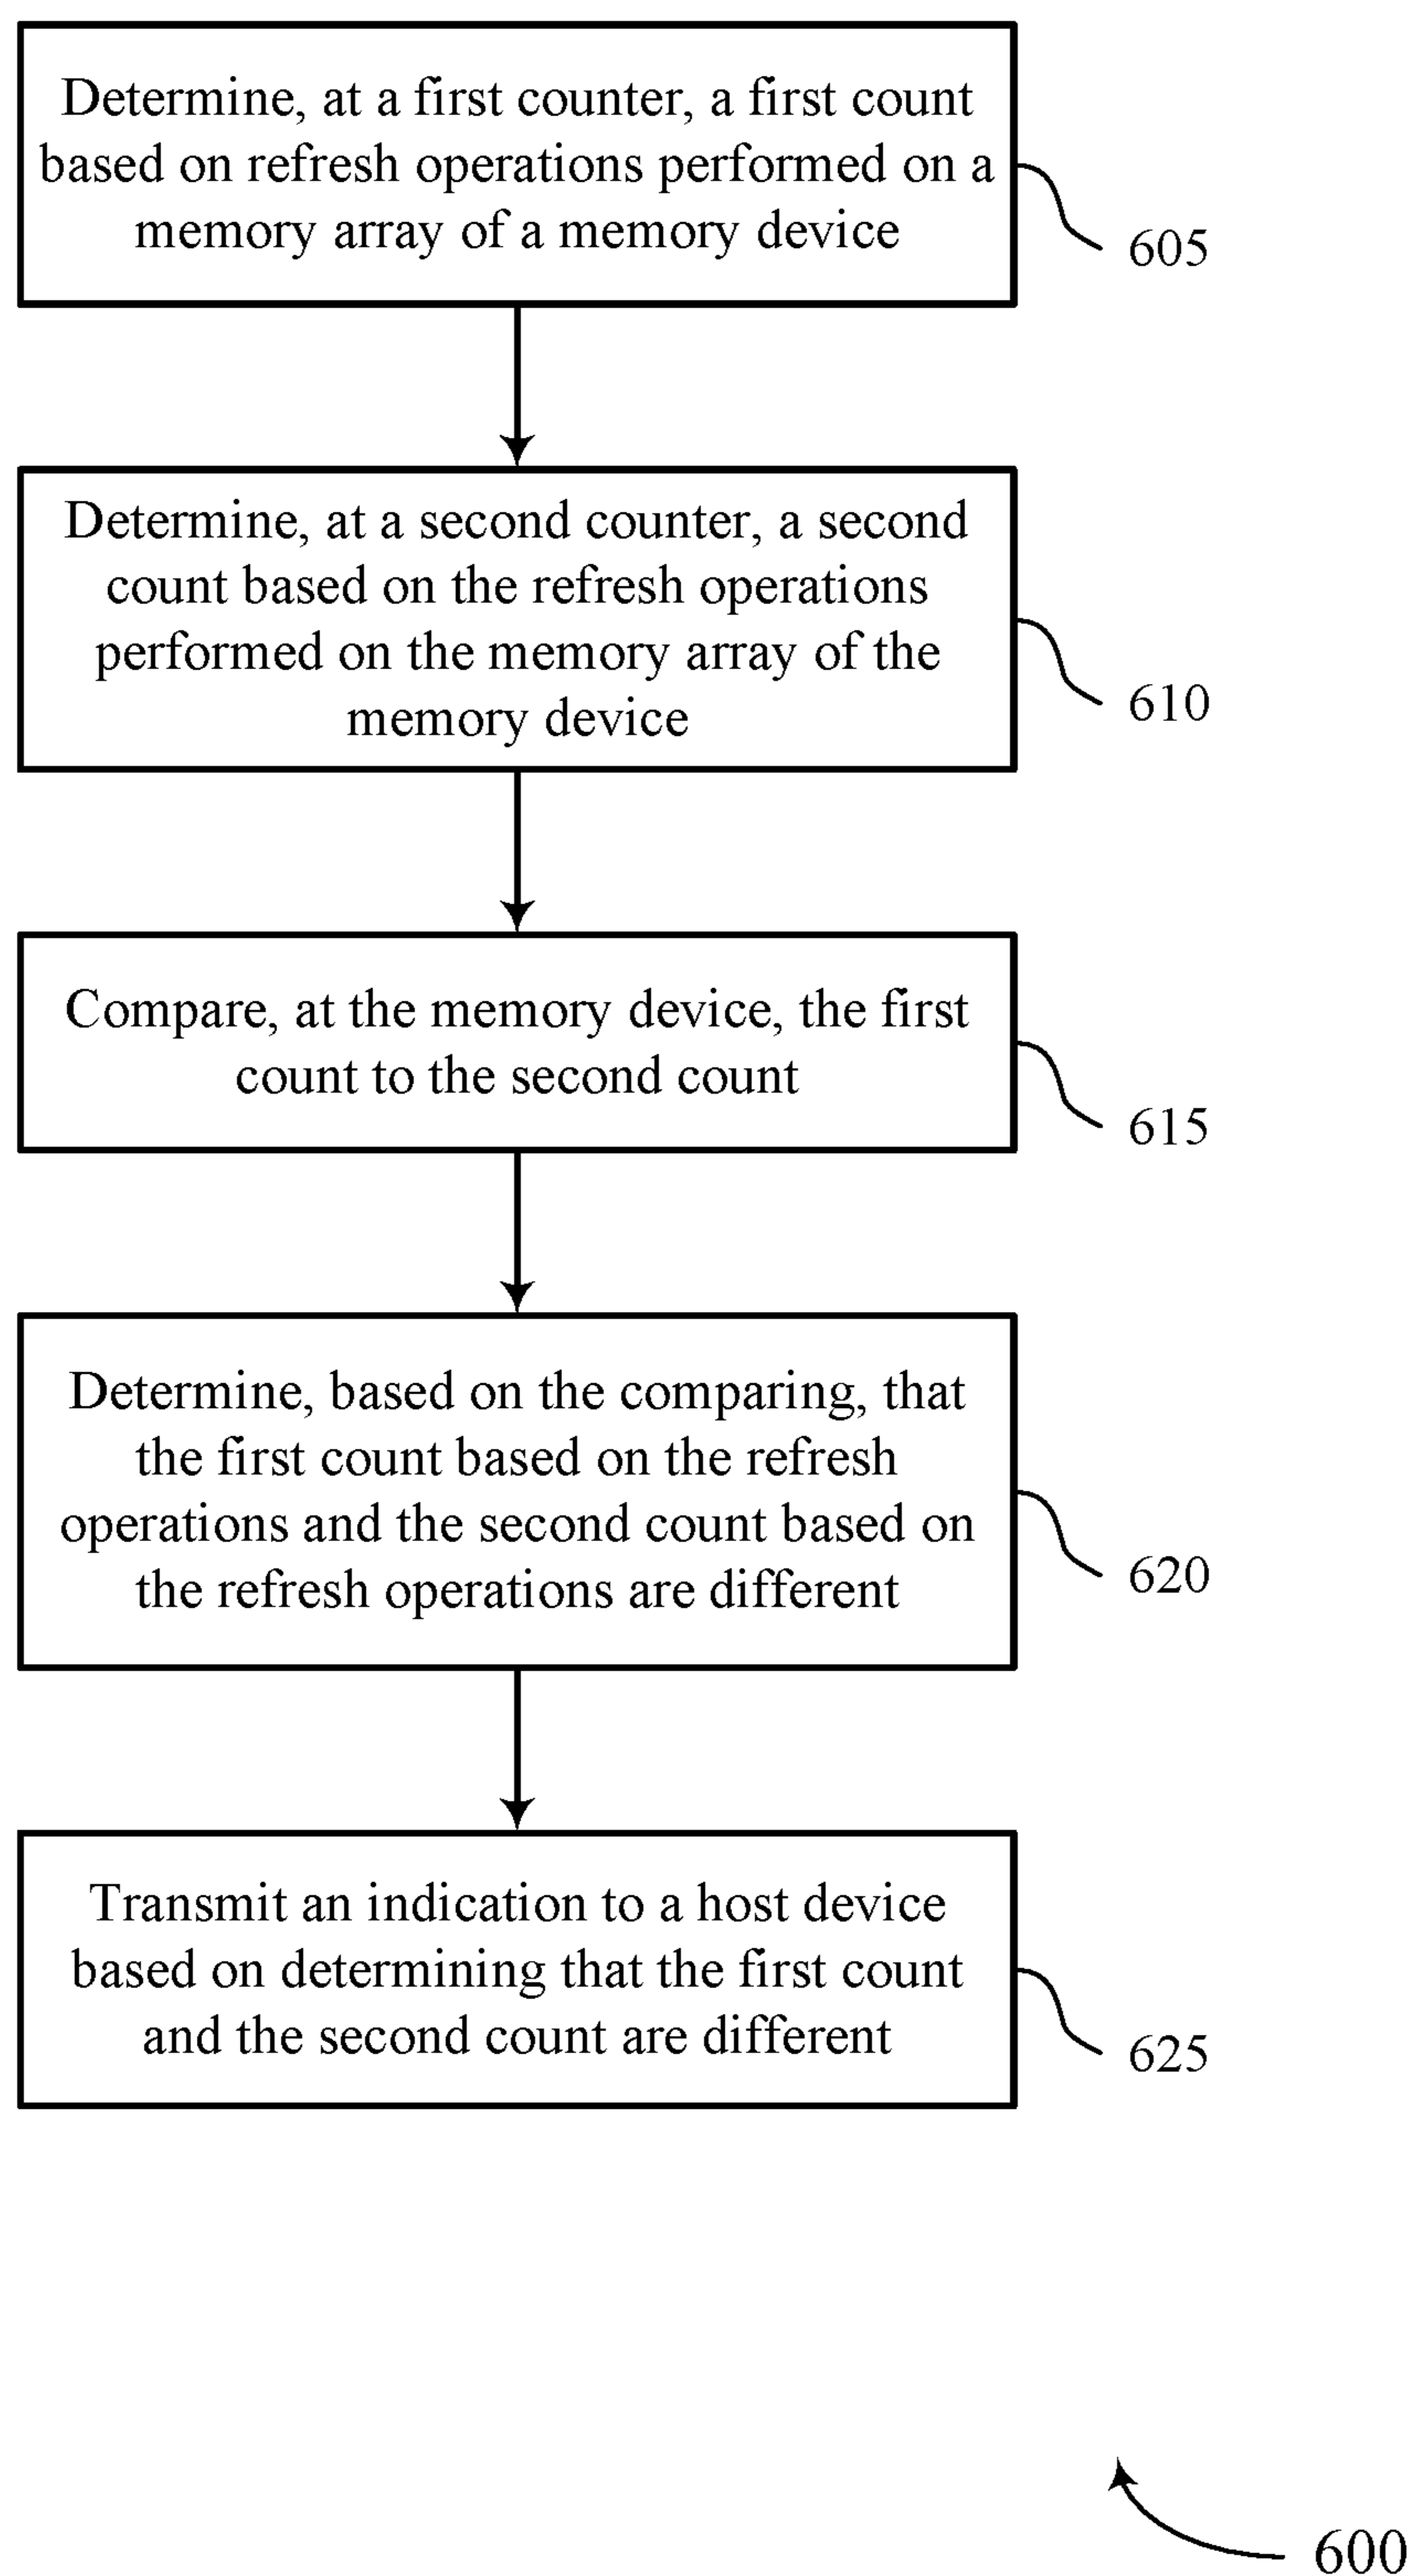 Determine, at a first counter, a first count
based on refresh operations performed on a
memory array of a memory device
605
Determine, at a second counter, a second
count based on the refresh operations
performed on the memory array of the
memory device
610
Compare, at the memory device, the first
count to the second count
615
Determine, based on the comparing, that
the first count based on the refresh
operations and the second count based on
the refresh operations are different
620
Transmit an indication to a host device
based on determining that the first count
and the second count are different
625
600